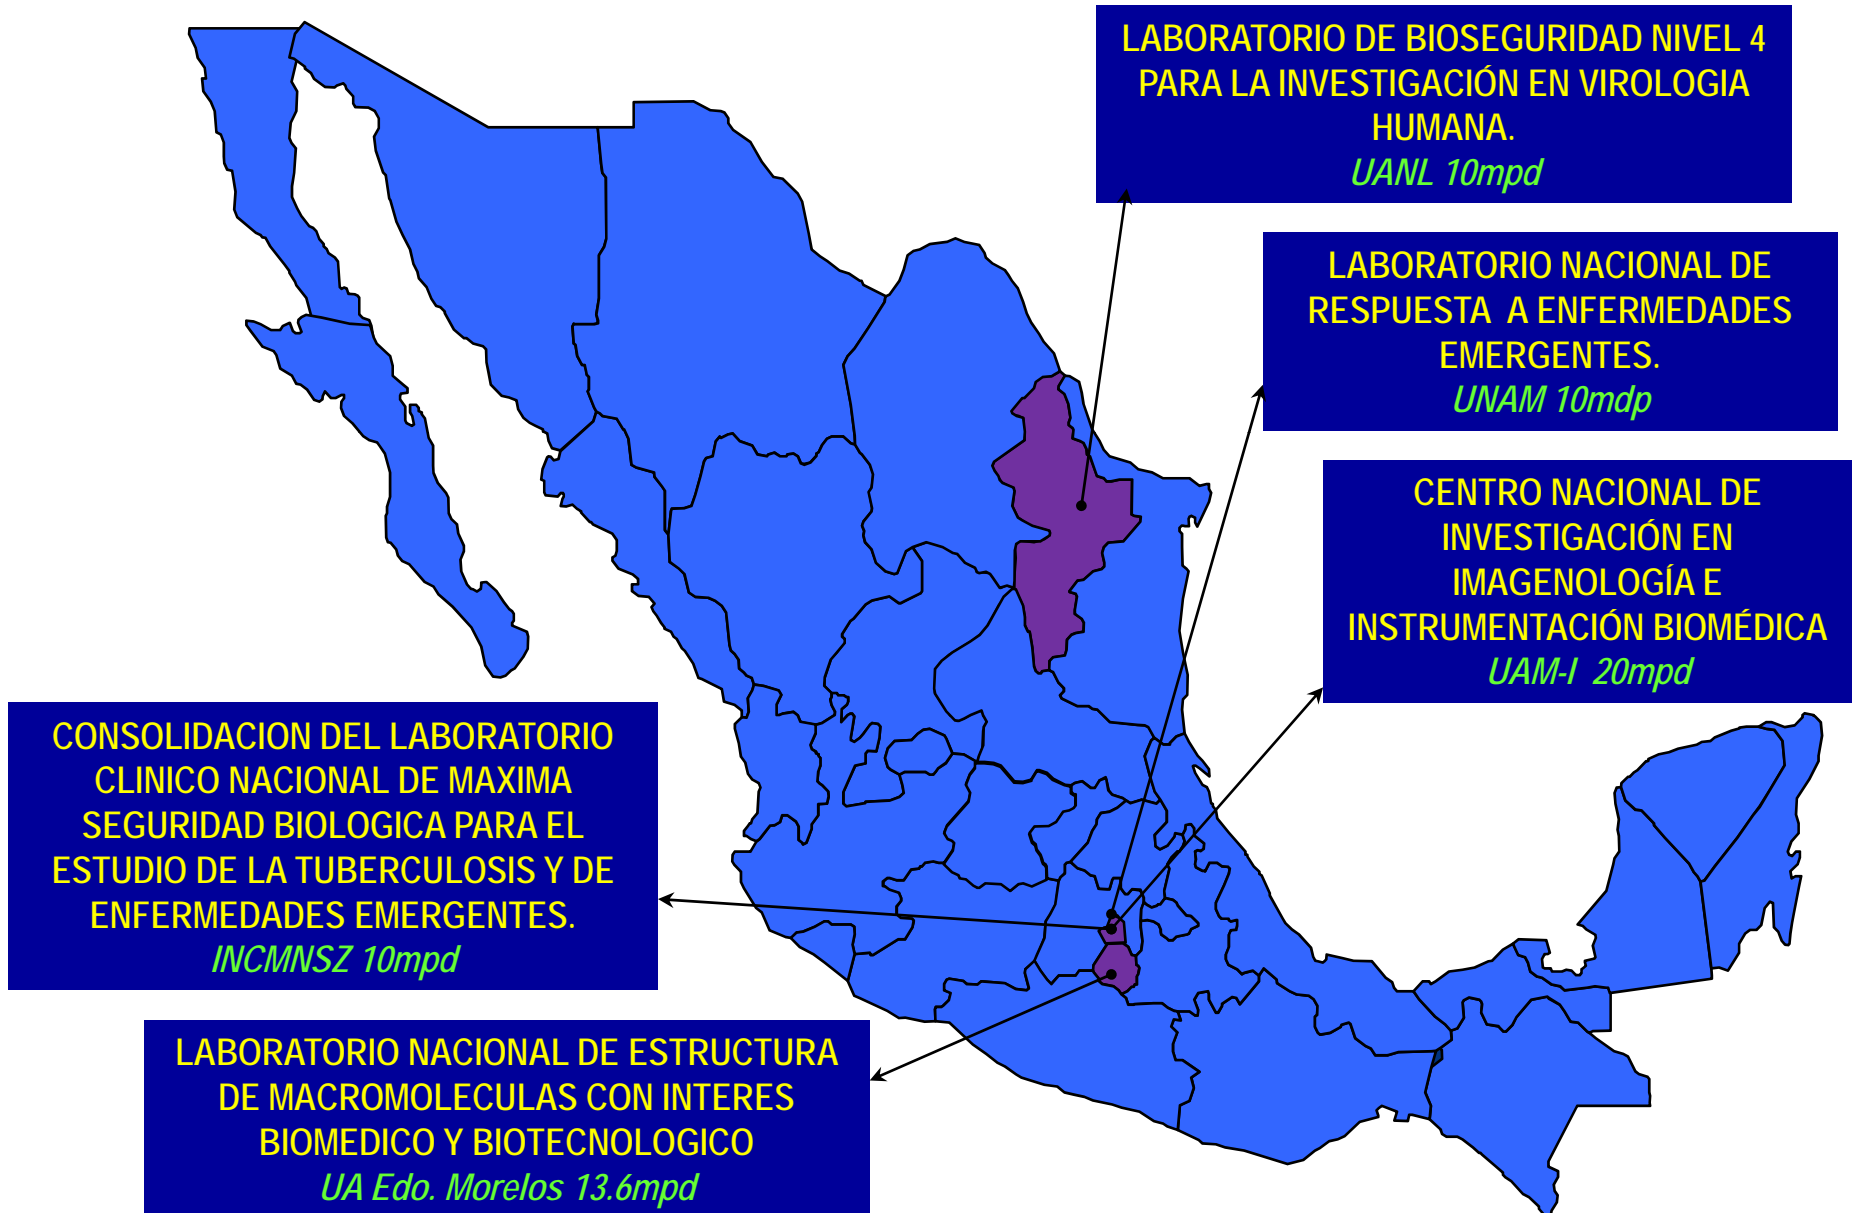 LABORATORIO DE BIOSEGURIDAD NIVEL 4
PARA LA INVESTIGACIÓN EN VIROLOGIA
HUMANA.
UANL 10mpd
LABORATORIO NACIONAL DE
RESPUESTA A ENFERMEDADES
EMERGENTES.
UNAM 10mdp
CENTRO NACIONAL DE
INVESTIGACIÓN EN
IMAGENOLOGÍA E
INSTRUMENTACIÓN BIOMÉDICA
UAM-I 20mpd
CONSOLIDACION DEL LABORATORIO
CLINICO NACIONAL DE MAXIMA
SEGURIDAD BIOLOGICA PARA EL
ESTUDIO DE LA TUBERCULOSIS Y DE
ENFERMEDADES EMERGENTES.
INCMNSZ 10mpd
LABORATORIO NACIONAL DE ESTRUCTURA
DE MACROMOLECULAS CON INTERES
BIOMEDICO Y BIOTECNOLOGICO
UA Edo. Morelos 13.6mpd